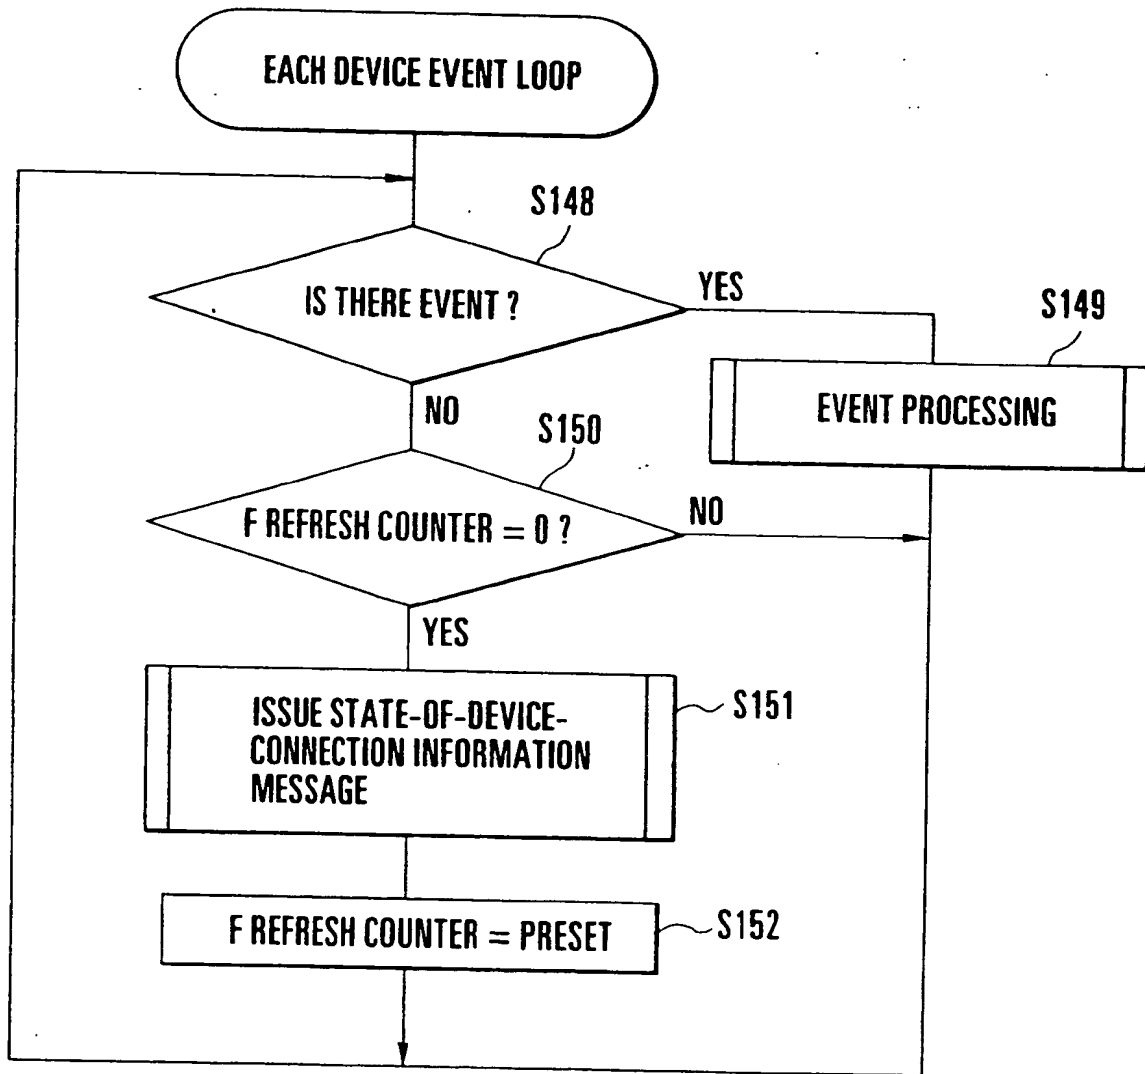 EACH DEVICE EVENT LOOP
S148
IS THERE EVENT ?
YES
S149
EVENT PROCESSING
NO
S150
F REFRESH COUNTER = 0 ?
NO
YES
ISSUE STATE-OF-DEVICE-
CONNECTION INFORMATION
MESSAGE
S151
F REFRESH COUNTER = PRESET
S152